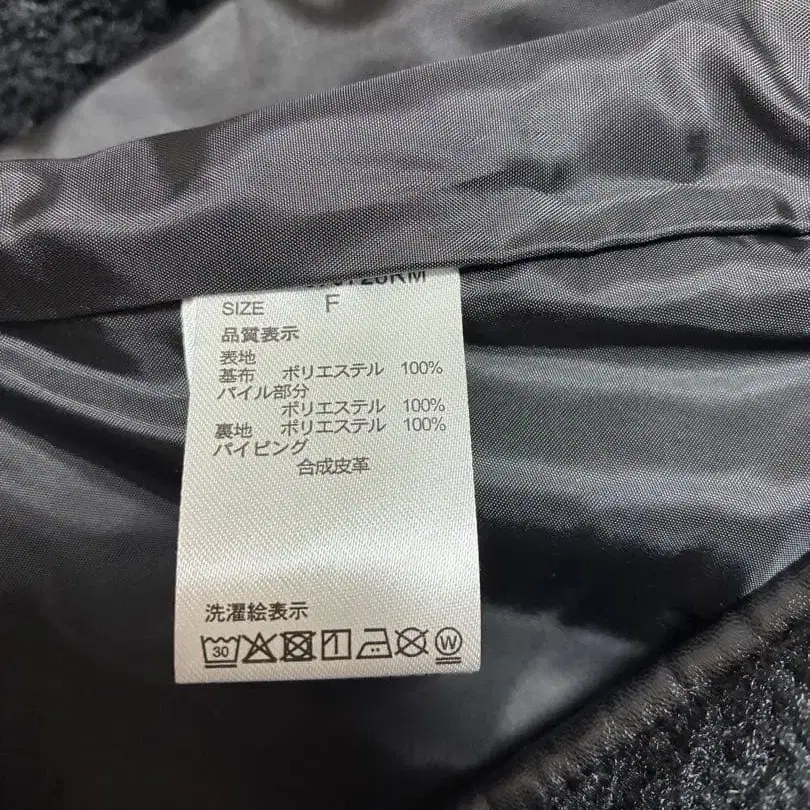 SIZE F
品質表示
表地
基布 ポリエステル 100%
パイル部分
ポリエステル 100%
裏地 ポリエステル 100%
パイピング
合成皮革
洗濯絵表示
30 W